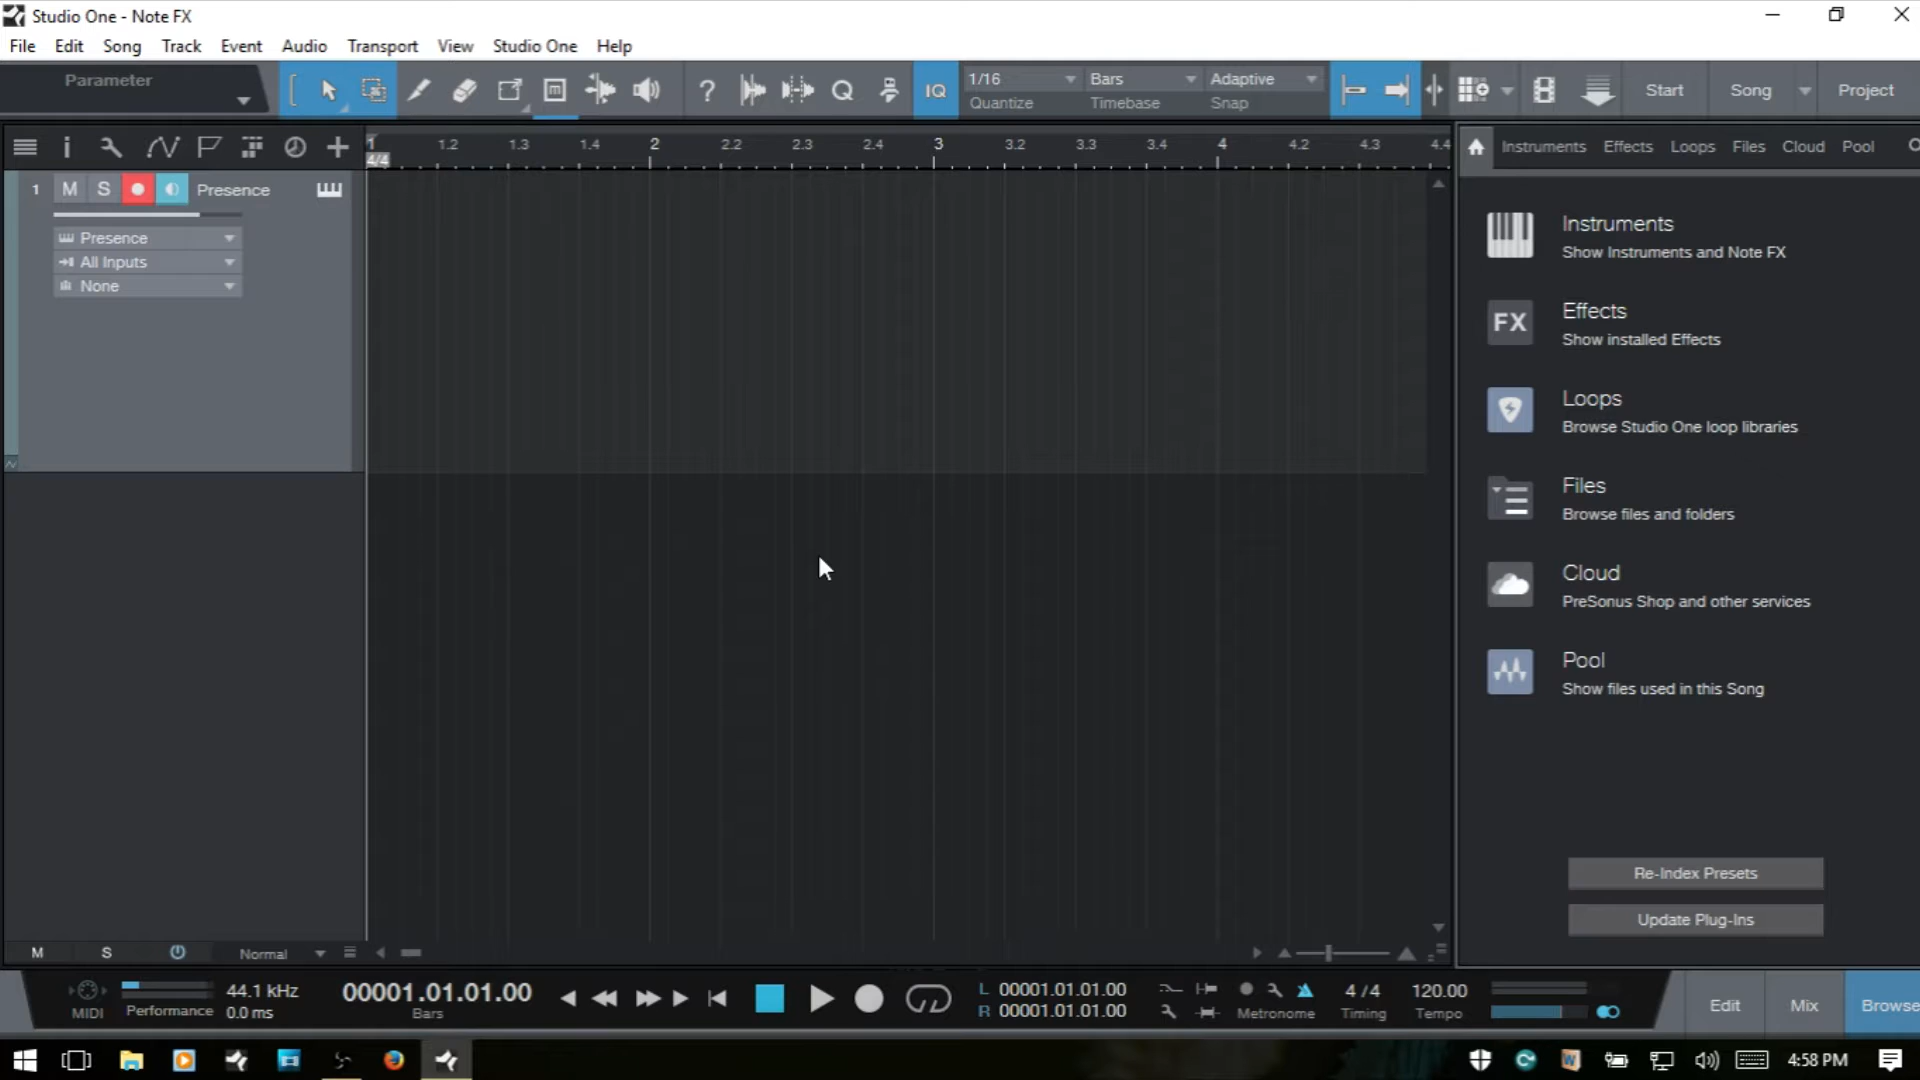 Studio One - Note FX
File Edit Song Track Event Audio Transport View Studio One Help
Parameter
IQ
1/16 Bars Adaptive
Quantize Timebase Snap
Start Song Project
1 1.2 1.3 1.4 2 2.2 2.3 2.4 3 3.2 3.3 3.4 4 4.2 4.3 4.4
4/4
Instruments Effects Loops Files Cloud Pool
1 M S Presence
Presence
All Inputs
None
Instruments
Show Instruments and Note FX
FX
Effects
Show installed Effects
Loops
Browse Studio One loop libraries
Files
Browse files and folders
Cloud
PreSonus Shop and other services
Pool
Show files used in this Song
Re-Index Presets
Update Plug-Ins
M S Normal
MIDI
Performance
44.1 kHz
0.0 ms
00001.01.01.00
Bars
L 00001.01.01.00
R 00001.01.01.00
Metronome
4 / 4
Timing
120.00
Tempo
Edit Mix Browse
4:58 PM